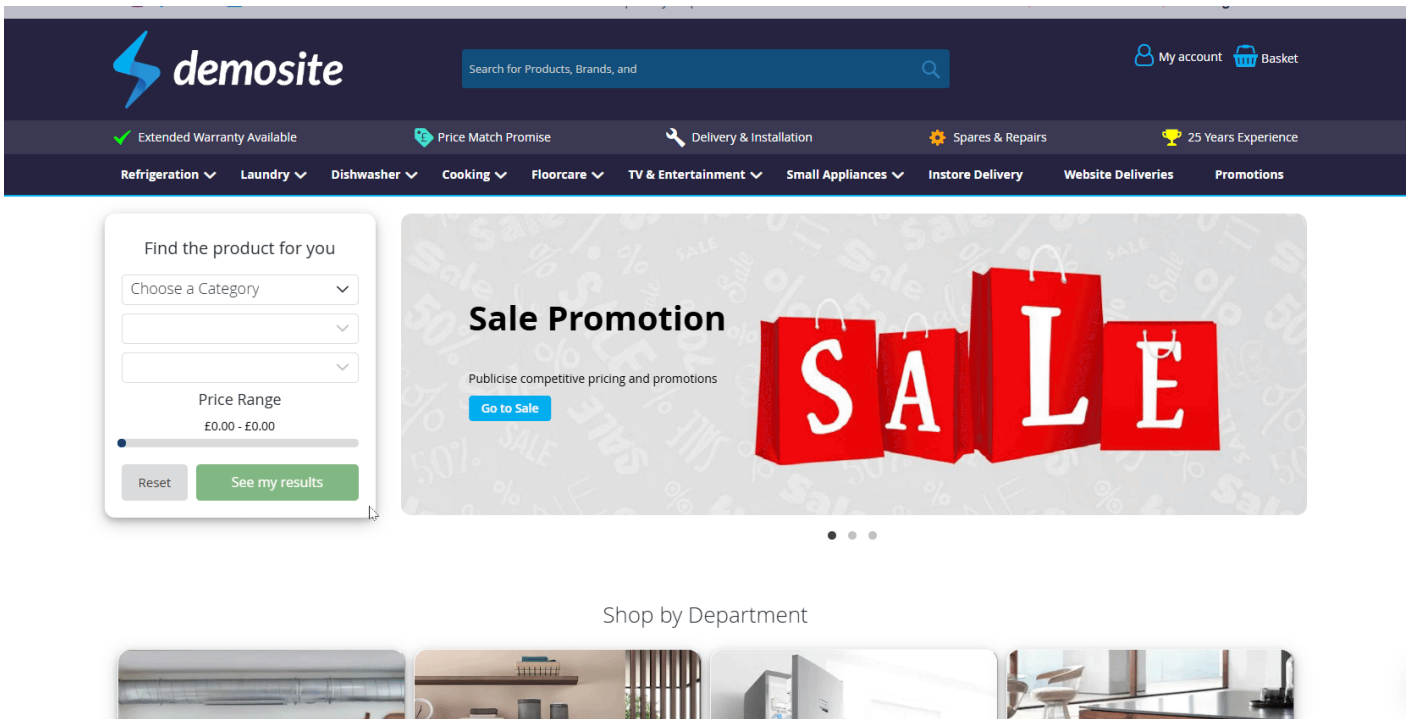 demosite
Search for Products, Brands, and
My account
Basket
Extended Warranty Available
Price Match Promise
Delivery & Installation
Spares & Repairs
25 Years Experience
Refrigeration
Laundry
Dishwasher
Cooking
Floorcare
TV & Entertainment
Small Appliances
Instore Delivery
Website Deliveries
Promotions
Find the product for you
Choose a Category
Price Range
£0.00 - £0.00
Reset
See my results
Sale Promotion
Publicise competitive pricing and promotions
Go to Sale
SALE
Shop by Department